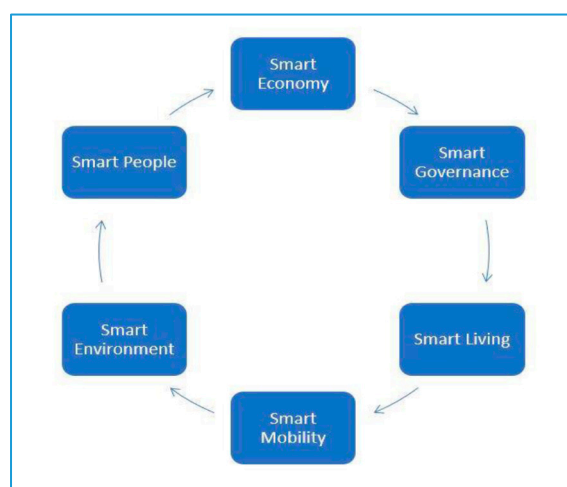 Smart
Economy
Smart
Governance
Smart Living
Smart
Mobility
Smart
Environment
Smart People